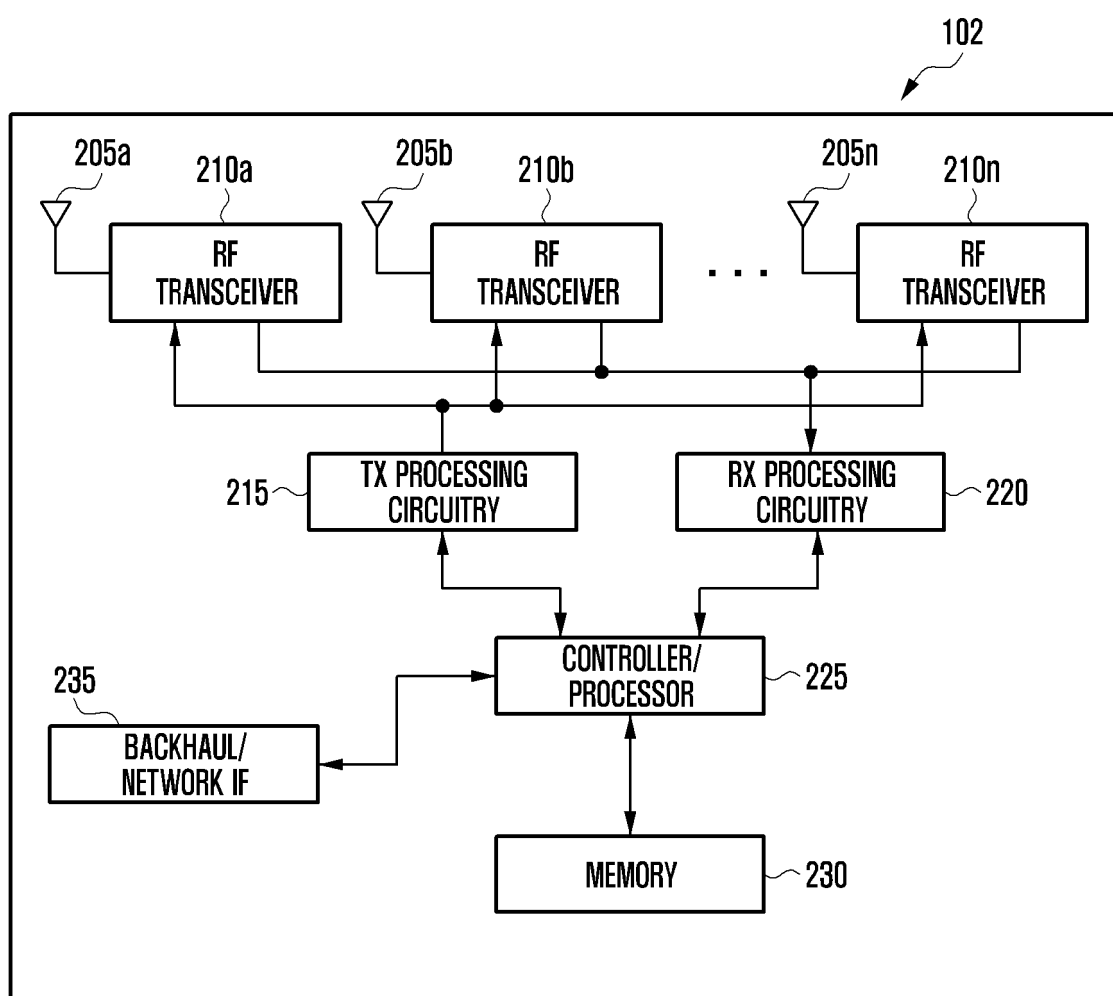 102
205a
210a
205b
210b
205n
210n
RF
TRANSCEIVER
RF
TRANSCEIVER
. . .
RF
TRANSCEIVER
215
TX PROCESSING
CIRCUITRY
RX PROCESSING
CIRCUITRY
220
235
CONTROLLER/
PROCESSOR
225
BACKHAUL/
NETWORK IF
MEMORY
230